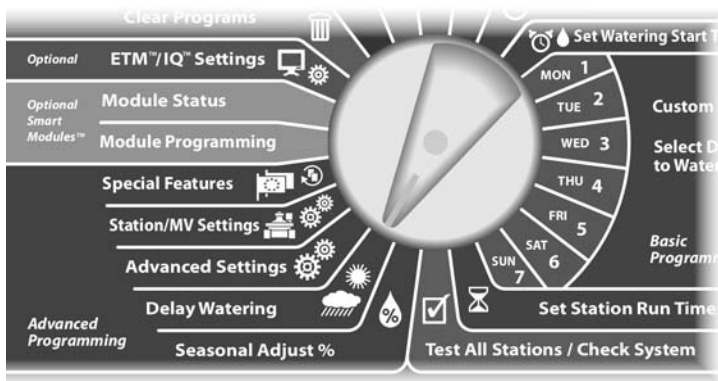 Clear Programs
Optional
ETM™/IQ™ Settings
Optional
Smart
Modules™
Module Status
Module Programming
Special Features
Station/MV Settings
Advanced Settings
Delay Watering
Seasonal Adjust %
Advanced
Programming
%
Test All Stations / Check System
Set Station Run Time
Set Watering Start T
MON 1
TUE 2
WED 3
THU 4
FRI 5
SAT 6
SUN 7
Custom
Select D
to Water
Basic
Programm